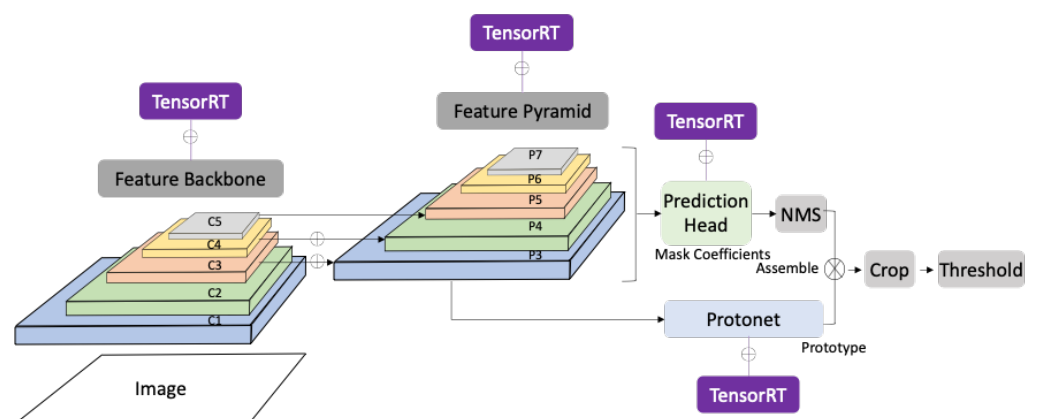 TensorRT
Feature Backbone
C5
C4
C3
C2
C1
Image
TensorRT
Feature Pyramid
P7
P6
P5
P4
P3
TensorRT
Prediction
Head
Mask Coefficients
NMS
Assemble
Crop
Threshold
Protonet
Prototype
TensorRT